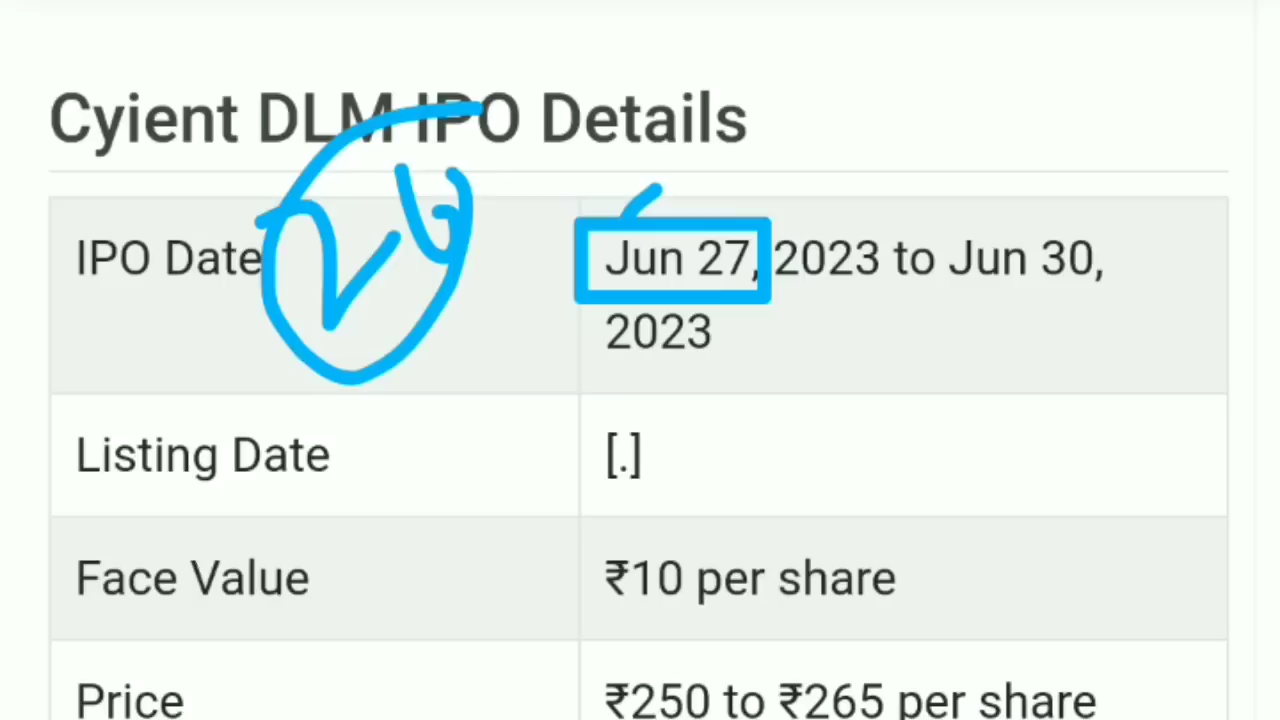 Cyient DLM IPO Details
26
IPO Date
Jun 27, 2023 to Jun 30,
2023
Listing Date
[.]
Face Value
₹10 per share
Price
₹250 to ₹265 per share